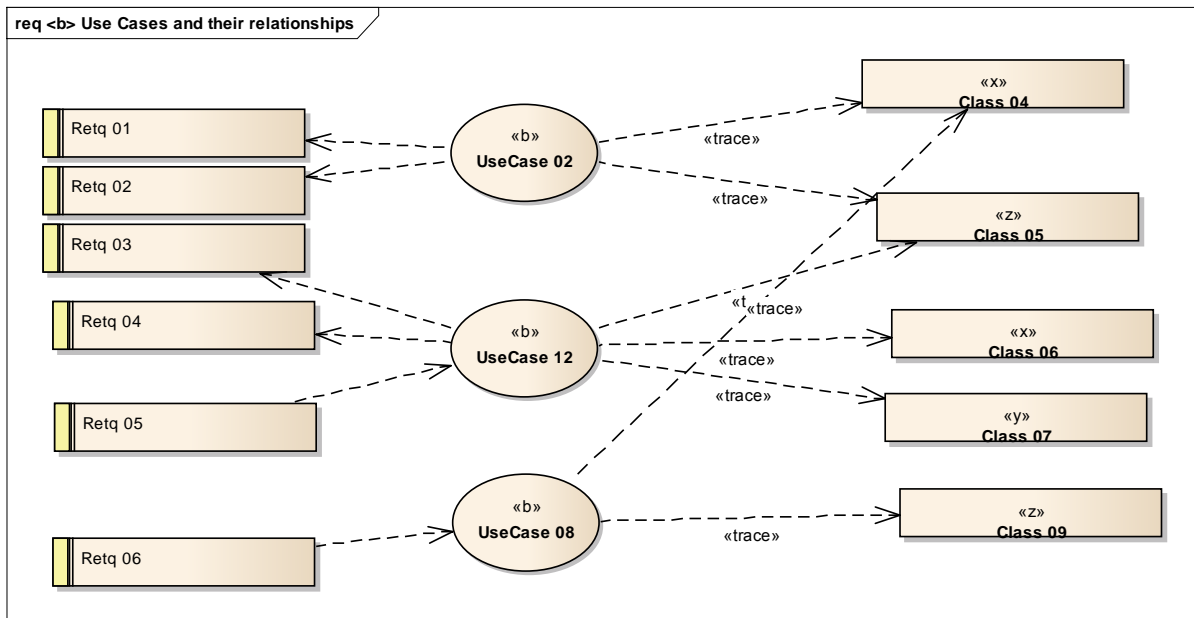 req <b> Use Cases and their relationships
Retq 01
Retq 02
Retq 03
Retq 04
Retq 05
Retq 06
«b»
UseCase 02
«b»
UseCase 12
«b»
UseCase 08
«trace»
«trace»
«t
«trace»
«trace»
«trace»
«trace»
«x»
Class 04
«z»
Class 05
«x»
Class 06
«y»
Class 07
«z»
Class 09